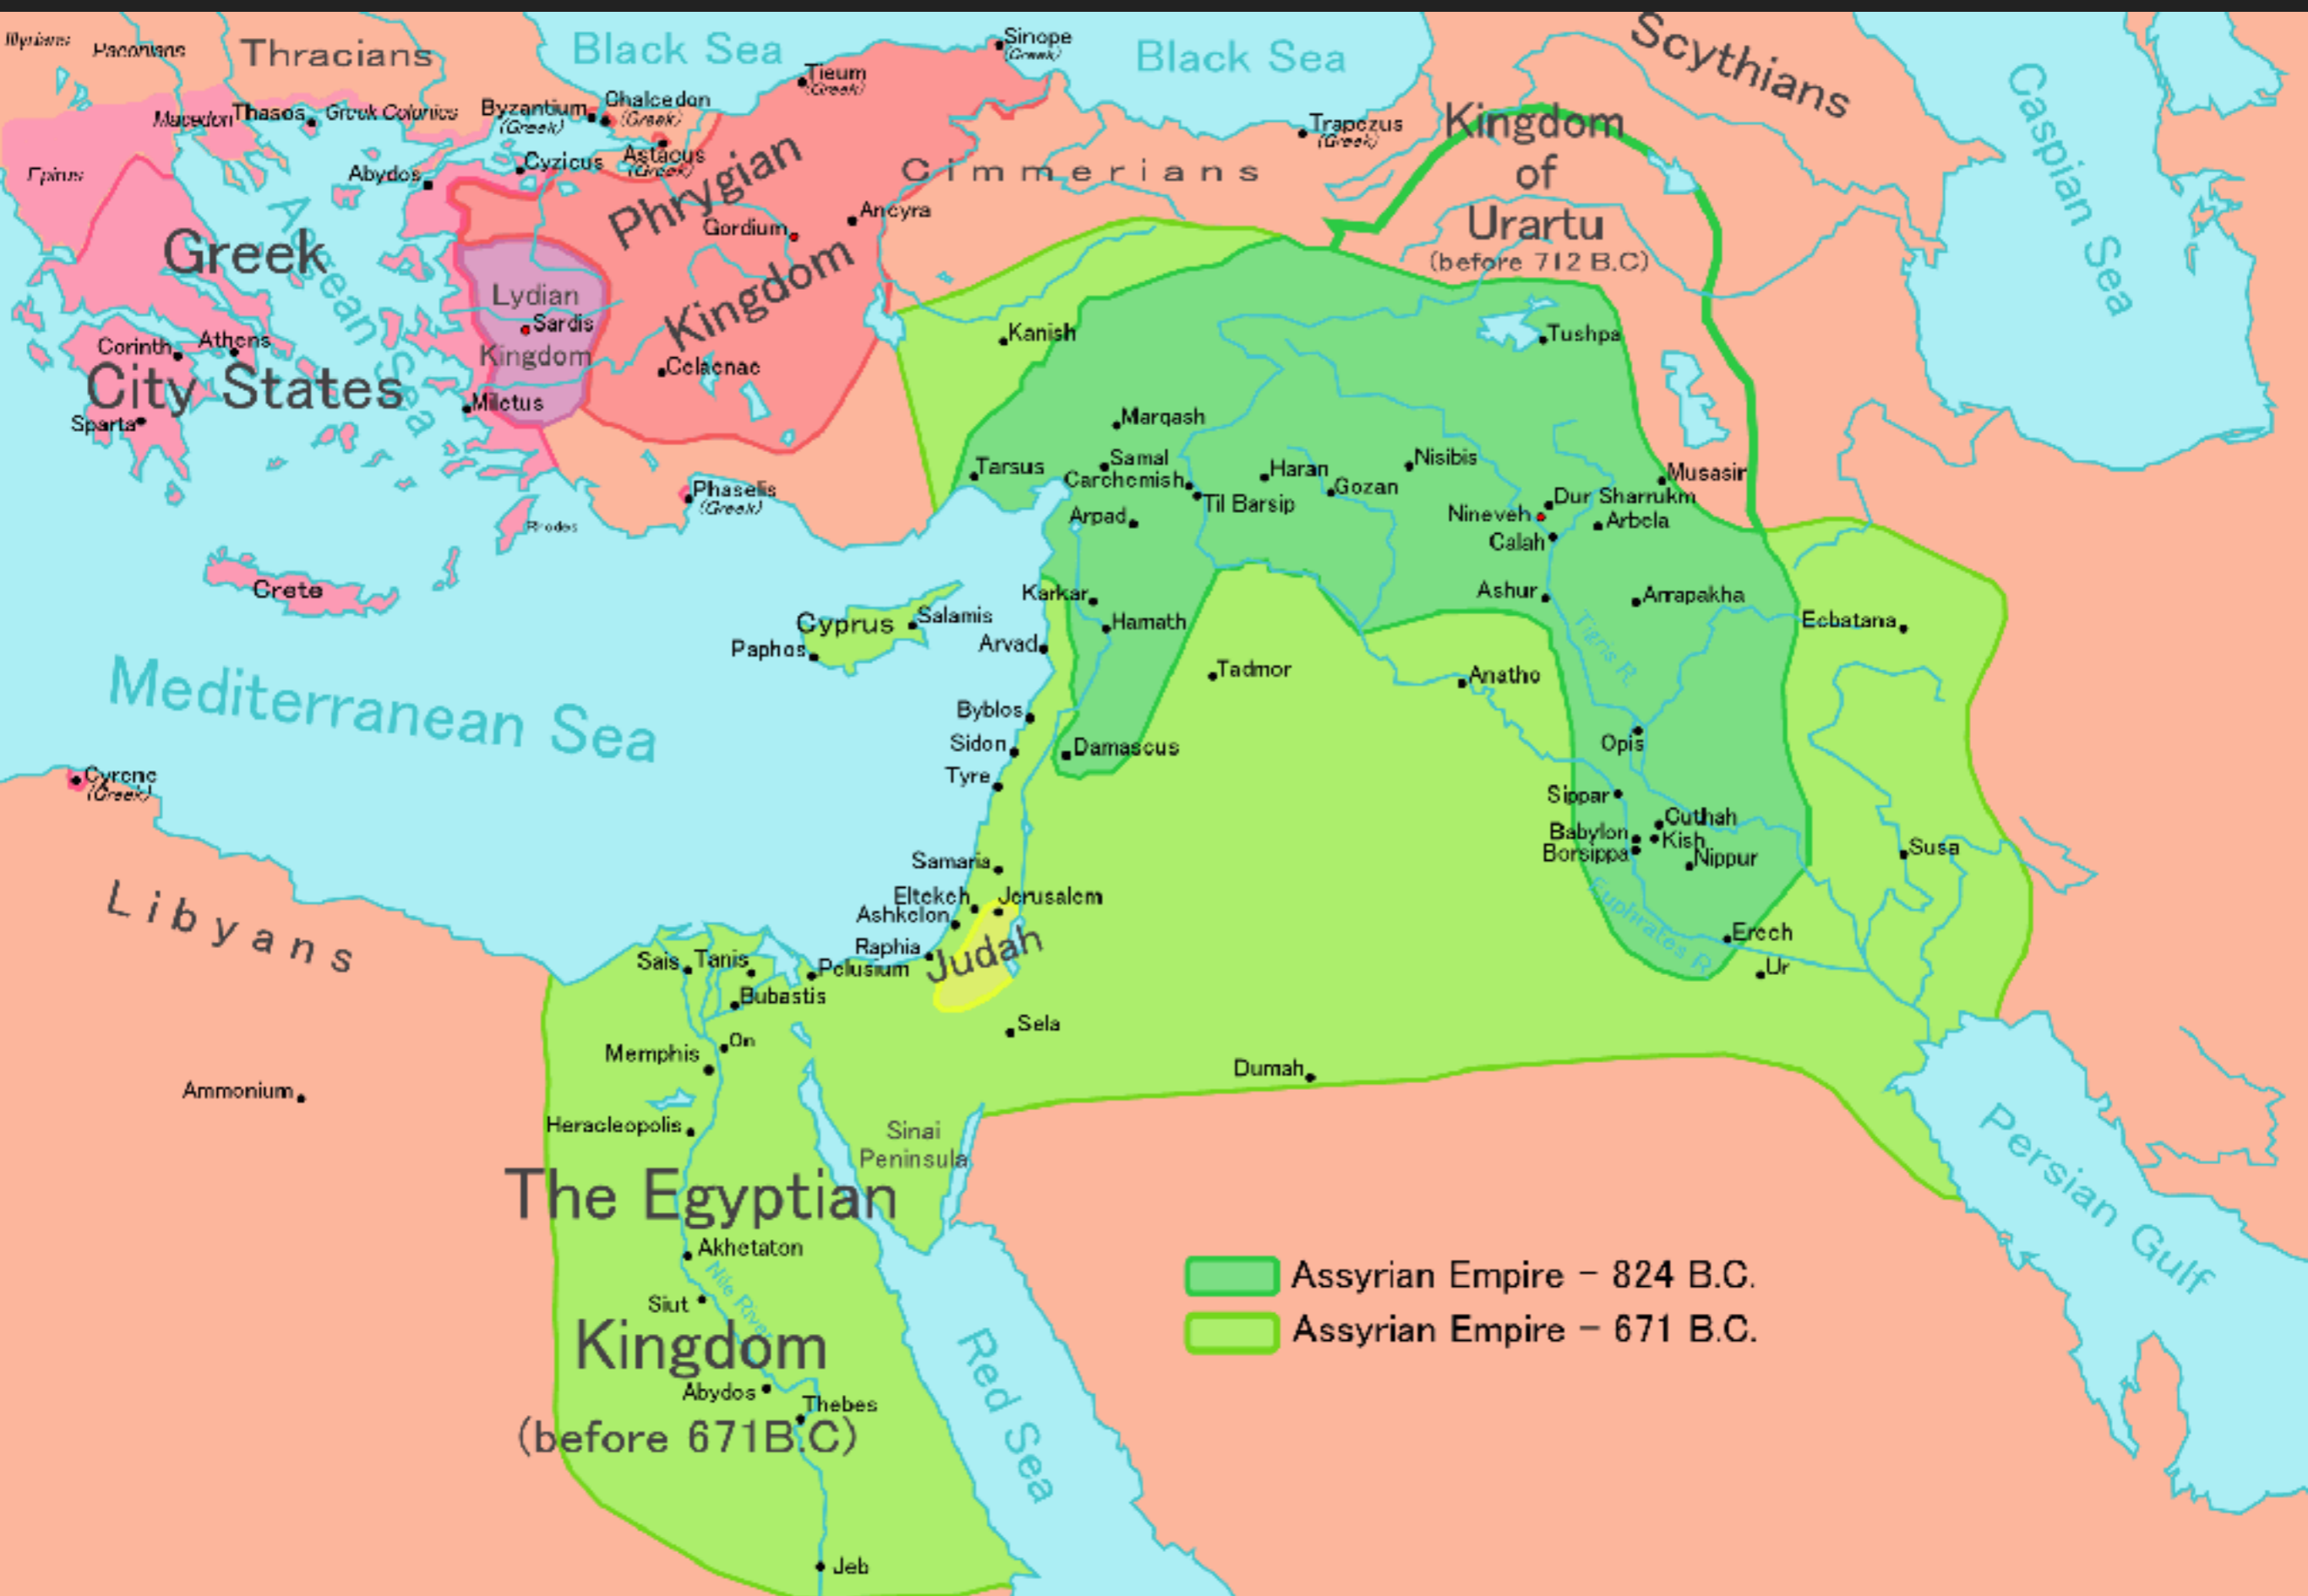 Illyrians
Paconians
Thracians
Black Sea
Sinope
(Greek)
Black Sea
Scythians
Caspian Sea
Tieum
(Greek)
Macedon
Thasos
Greek Colonies
Byzantium
(Greek)
Chalcedon
(Greek)
Trapezus
(Greek)
Kingdom
of
Urartu
(before 712 B.C)
Epirus
Abydos
Cyzicus
Astacus
(Greek)
Phrygian
Kingdom
Cimmerians
Gordium
Ancyra
Aegean Sea
Greek
City States
Lydian
Sardis
Kingdom
Corinth
Athens
Sparta
Miletus
Celaenae
Kanish
Tushpa
Marqash
Tarsus
Samal
Carchemish
Til Barsip
Haran
Gozan
Nisibis
Musasir
Dur Sharrukin
Nineveh
Arbela
Calah
Arpad
Phaselis
(Greek)
Rhodes
Crete
Cyprus
Salamis
Paphos
Karkar
Hamath
Arvad
Ashur
Arrapakha
Tigris R.
Ecbatana
Tadmor
Anatho
Mediterranean Sea
Byblos
Sidon
Damascus
Tyre
Opis
Cyrene
(Greek)
Sippar
Cuthah
Babylon
Kish
Borsippa
Nippur
Susa
Samaria
Eltekeh
Jerusalem
Ashkelon
Euphrates R.
Erech
Ur
Libyans
Raphia
Judah
Sais
Tanis
Pelusium
Bubastis
Sela
On
Memphis
Dumah
Ammonium
Heracleopolis
Sinai
Peninsula
Persian Gulf
The Egyptian
Akhetaton
Nile River
Siut
Kingdom
Abydos
Thebes
(before 671B.C)
Red Sea
Jeb
Assyrian Empire - 824 B.C.
Assyrian Empire - 671 B.C.